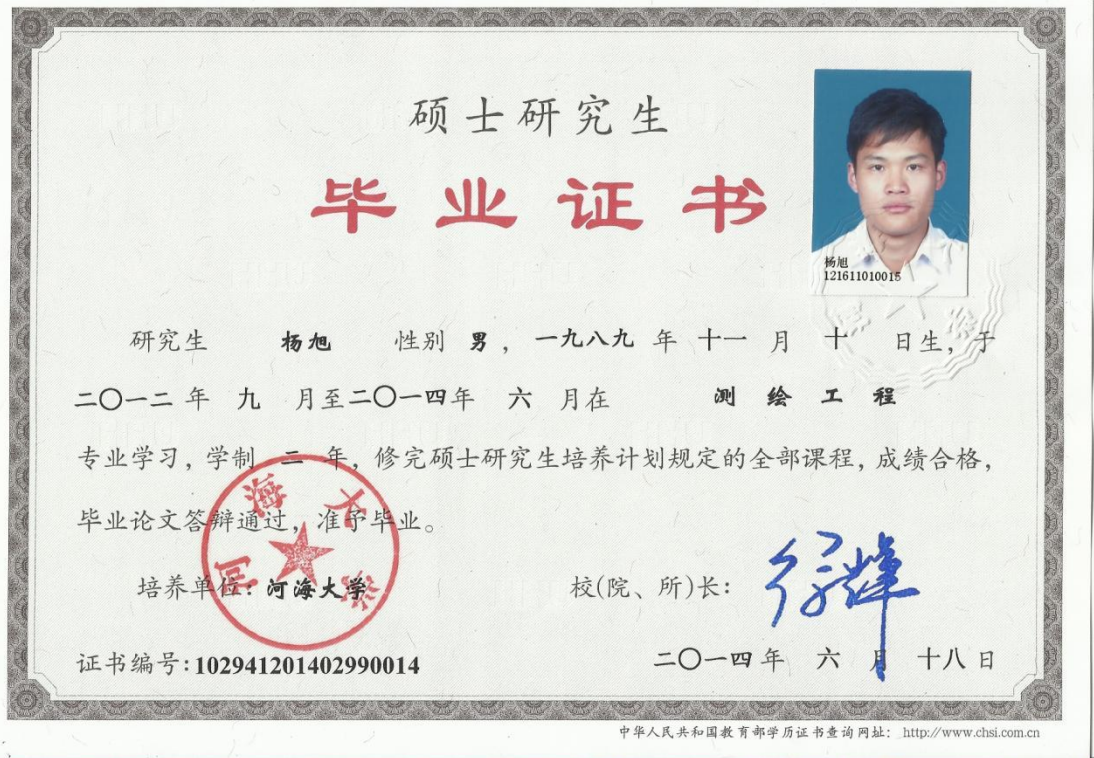 硕士研究生
毕业证书
杨旭
121611010015
研究生 杨旭 性别 男，一九八九 年 十一 月 十 日生，于
二〇一二 年 九 月至二〇一四年 六 月在 测绘工程
专业学习，学制 二 年，修完硕士研究生培养计划规定的全部课程，成绩合格，
毕业论文答辩通过，准予毕业。
河海大学
培养单位：河海大学 校(院、所)长：
证书编号：102941201402990014 二〇一四 年 六 月 十八 日
中华人民共和国教育部学历证书查询网址：http://www.chsi.com.cn